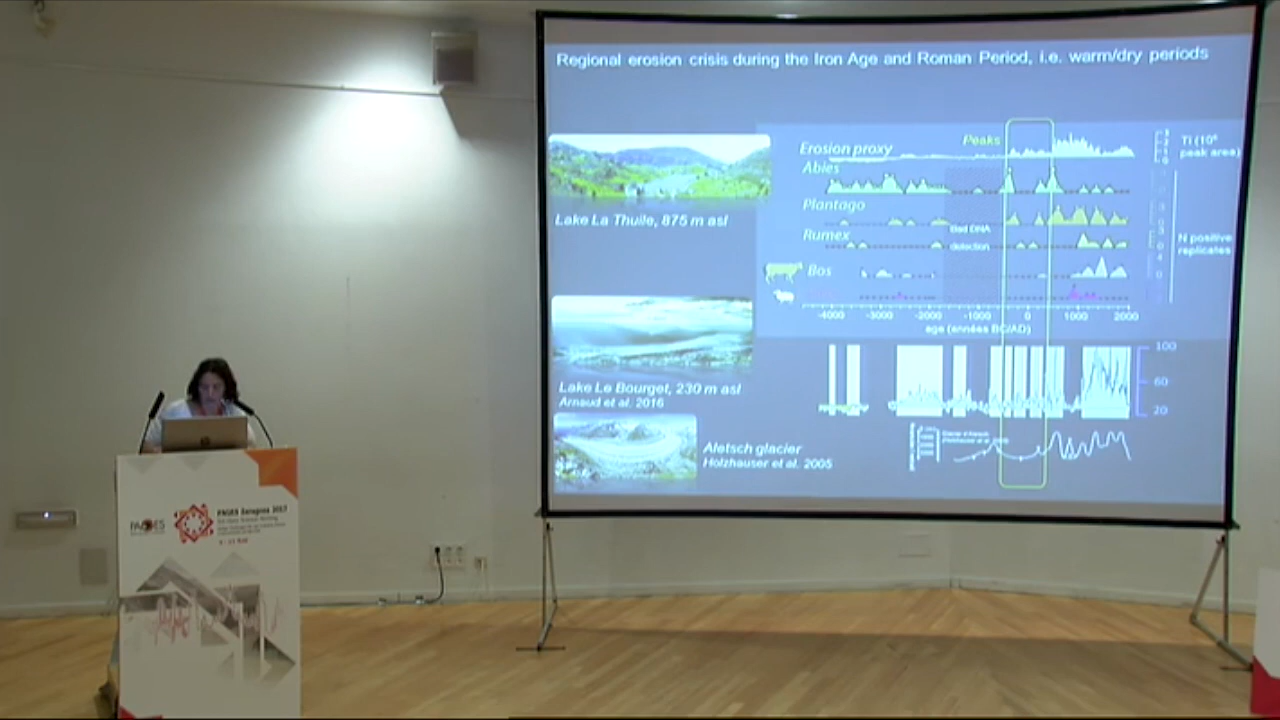 Regional erosion crisis during the Iron Age and Roman Period, i.e. warm/dry periods
Peaks
Erosion proxy
Abies
Plantago
Rumex
Bos
Bad DNA
detection
Ti (10⁶
peak area)
N positive
replicates
-4000 -3000 -2000 -1000 0 1000 2000
age (années BC/AD)
Lake La Thuile, 875 m asl
Lake Le Bourget, 230 m asl
Arnaud et al. 2016
100
60
20
Aletsch glacier
Holzhauser et al. 2005
PAGES
PAGES Zaragoza 2017